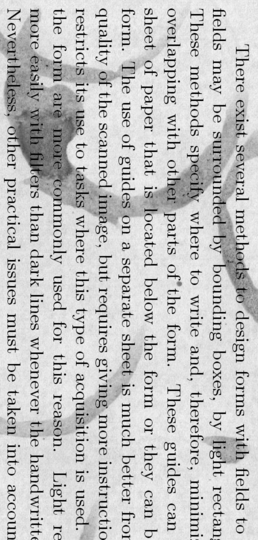 There exist several methods to design forms with fields to
fields may be surrounded by bounding boxes, by light rectang
These methods specify where to write and, therefore, minimi
overlapping with other parts of the form. These guides can
sheet of paper that is located below the form or they can b
form. The use of guides on a separate sheet is much better fro
quality of the scanned image, but requires giving more instructio
restricts its use to tasks where this type of acquisition is used.
the form are more commonly used for this reason. Light re
more easily with filters than dark lines whenever the handwritte
Nevertheless, other practical issues must be taken into accoun